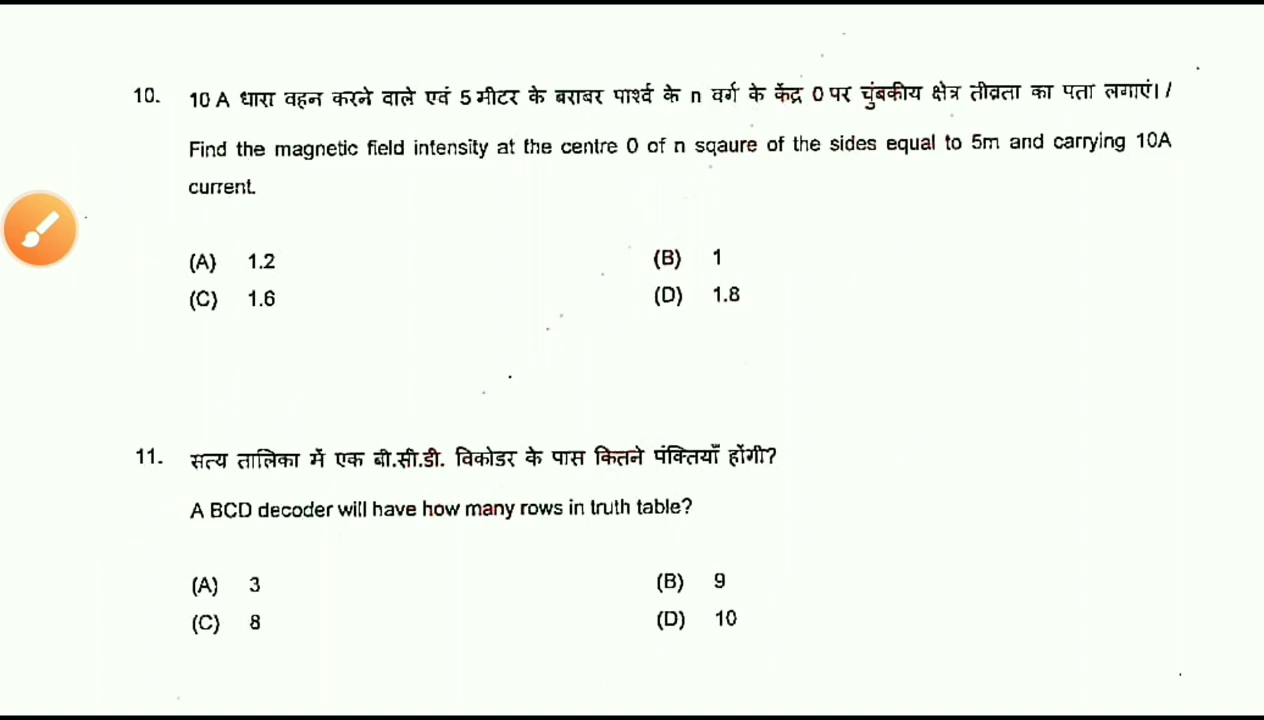 10. 10 A धारा वहन करने वाले एवं 5 मीटर के बराबर पार्श्व के n वर्ग के केंद्र 0 पर चुंबकीय क्षेत्र तीव्रता का पता लगाएं। /
Find the magnetic field intensity at the centre 0 of n sqaure of the sides equal to 5m and carrying 10A
current.
(A) 1.2 (B) 1
(C) 1.6 (D) 1.8
11. सत्य तालिका में एक बी.सी.डी. विकोडर के पास कितने पंक्तियाँ होंगी?
A BCD decoder will have how many rows in truth table?
(A) 3 (B) 9
(C) 8 (D) 10